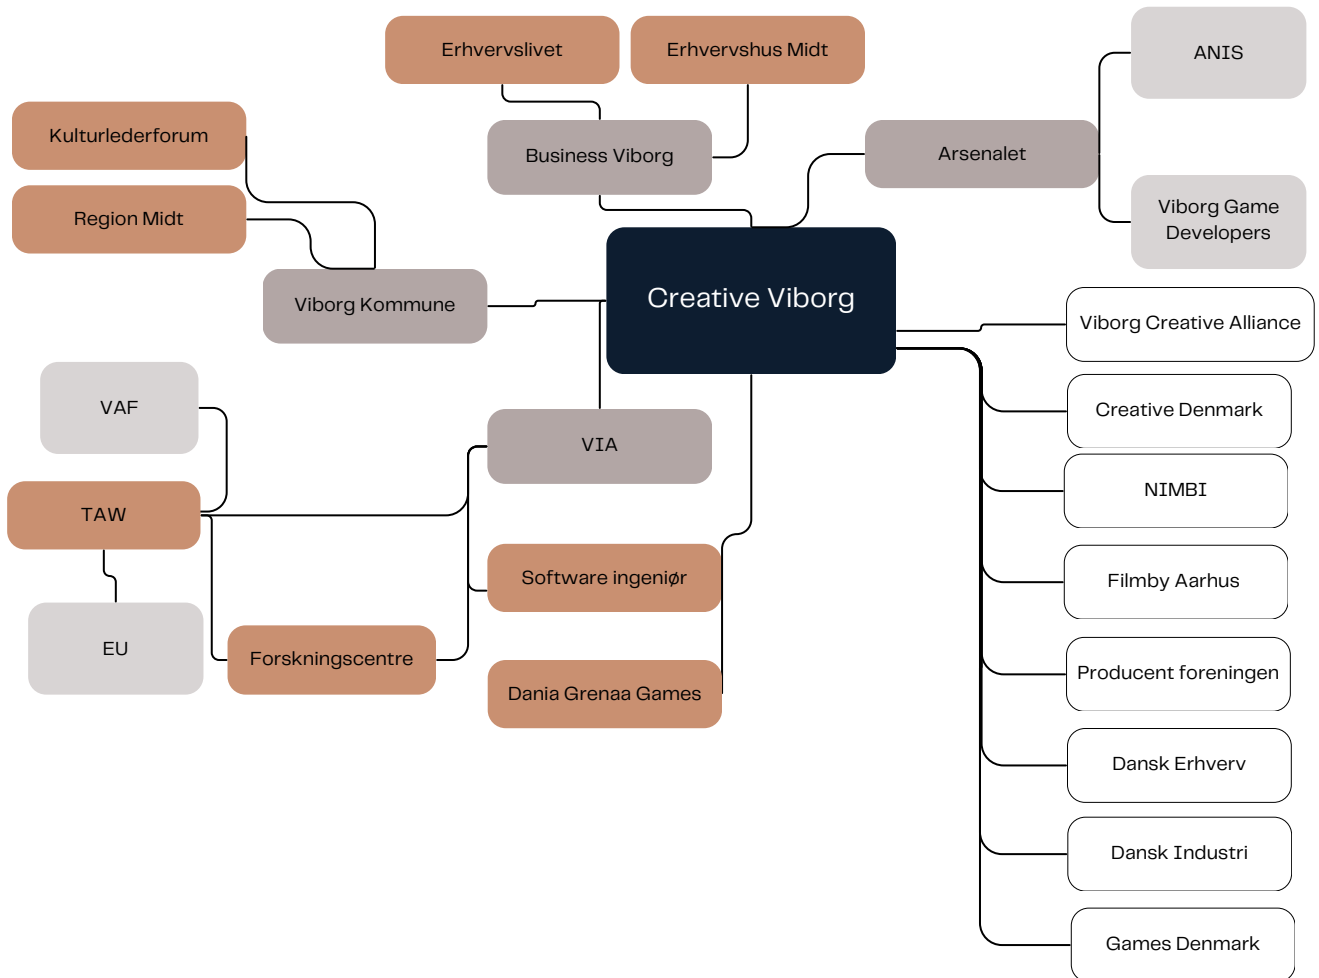 Erhvervslivet
Erhvervshus Midt
ANIS
Kulturlederforum
Business Viborg
Arsenalet
Region Midt
Viborg Game
Developers
Viborg Kommune
Creative Viborg
Viborg Creative Alliance
VAF
Creative Denmark
VIA
NIMBI
TAW
Software ingeniør
Filmby Aarhus
EU
Forskningscentre
Dania Grenaa Games
Producent foreningen
Dansk Erhverv
Dansk Industri
Games Denmark